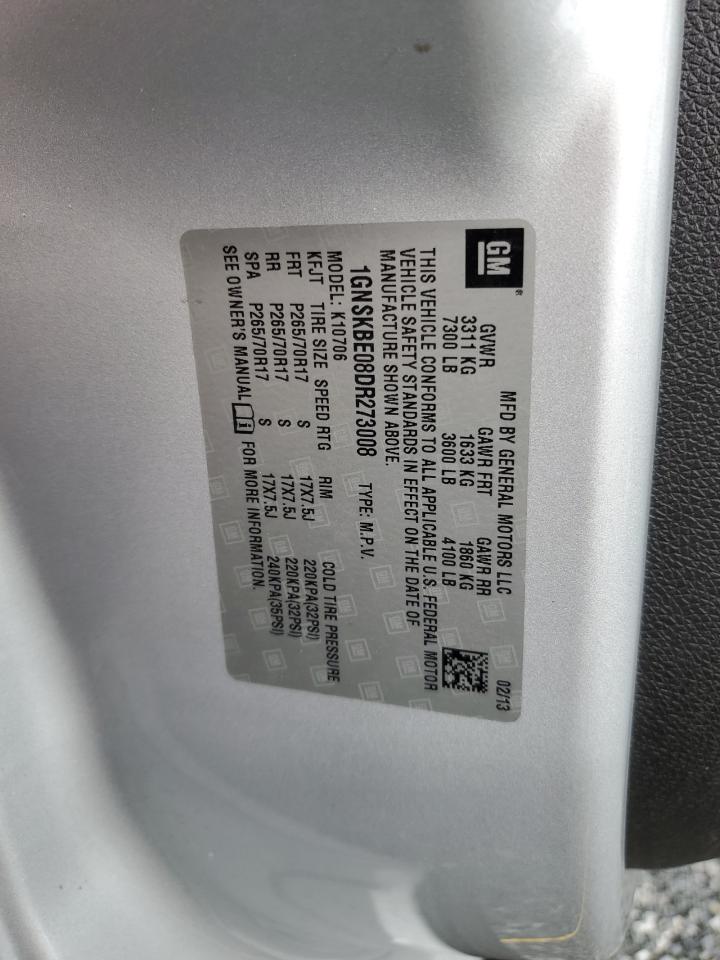 GM
MFD BY GENERAL MOTORS LLC 02/13
GVWR GAWR FRT GAWR RR
3311 KG 1633 KG 1860 KG
7300 LB 3600 LB 4100 LB
THIS VEHICLE CONFORMS TO ALL APPLICABLE U.S. FEDERAL MOTOR
VEHICLE SAFETY STANDARDS IN EFFECT ON THE DATE OF
MANUFACTURE SHOWN ABOVE.
1GNSKBE08DR273008 TYPE: M.P.V.
MODEL: K10706
KFJT TIRE SIZE SPEED RTG RIM COLD TIRE PRESSURE
FRT P265/70R17 S 17X7.5J 220KPA(32PSI)
RR P265/70R17 S 17X7.5J 220KPA(32PSI)
SPA P265/70R17 S 17X7.5J 240KPA(35PSI)
SEE OWNER'S MANUAL FOR MORE INFORMATION.